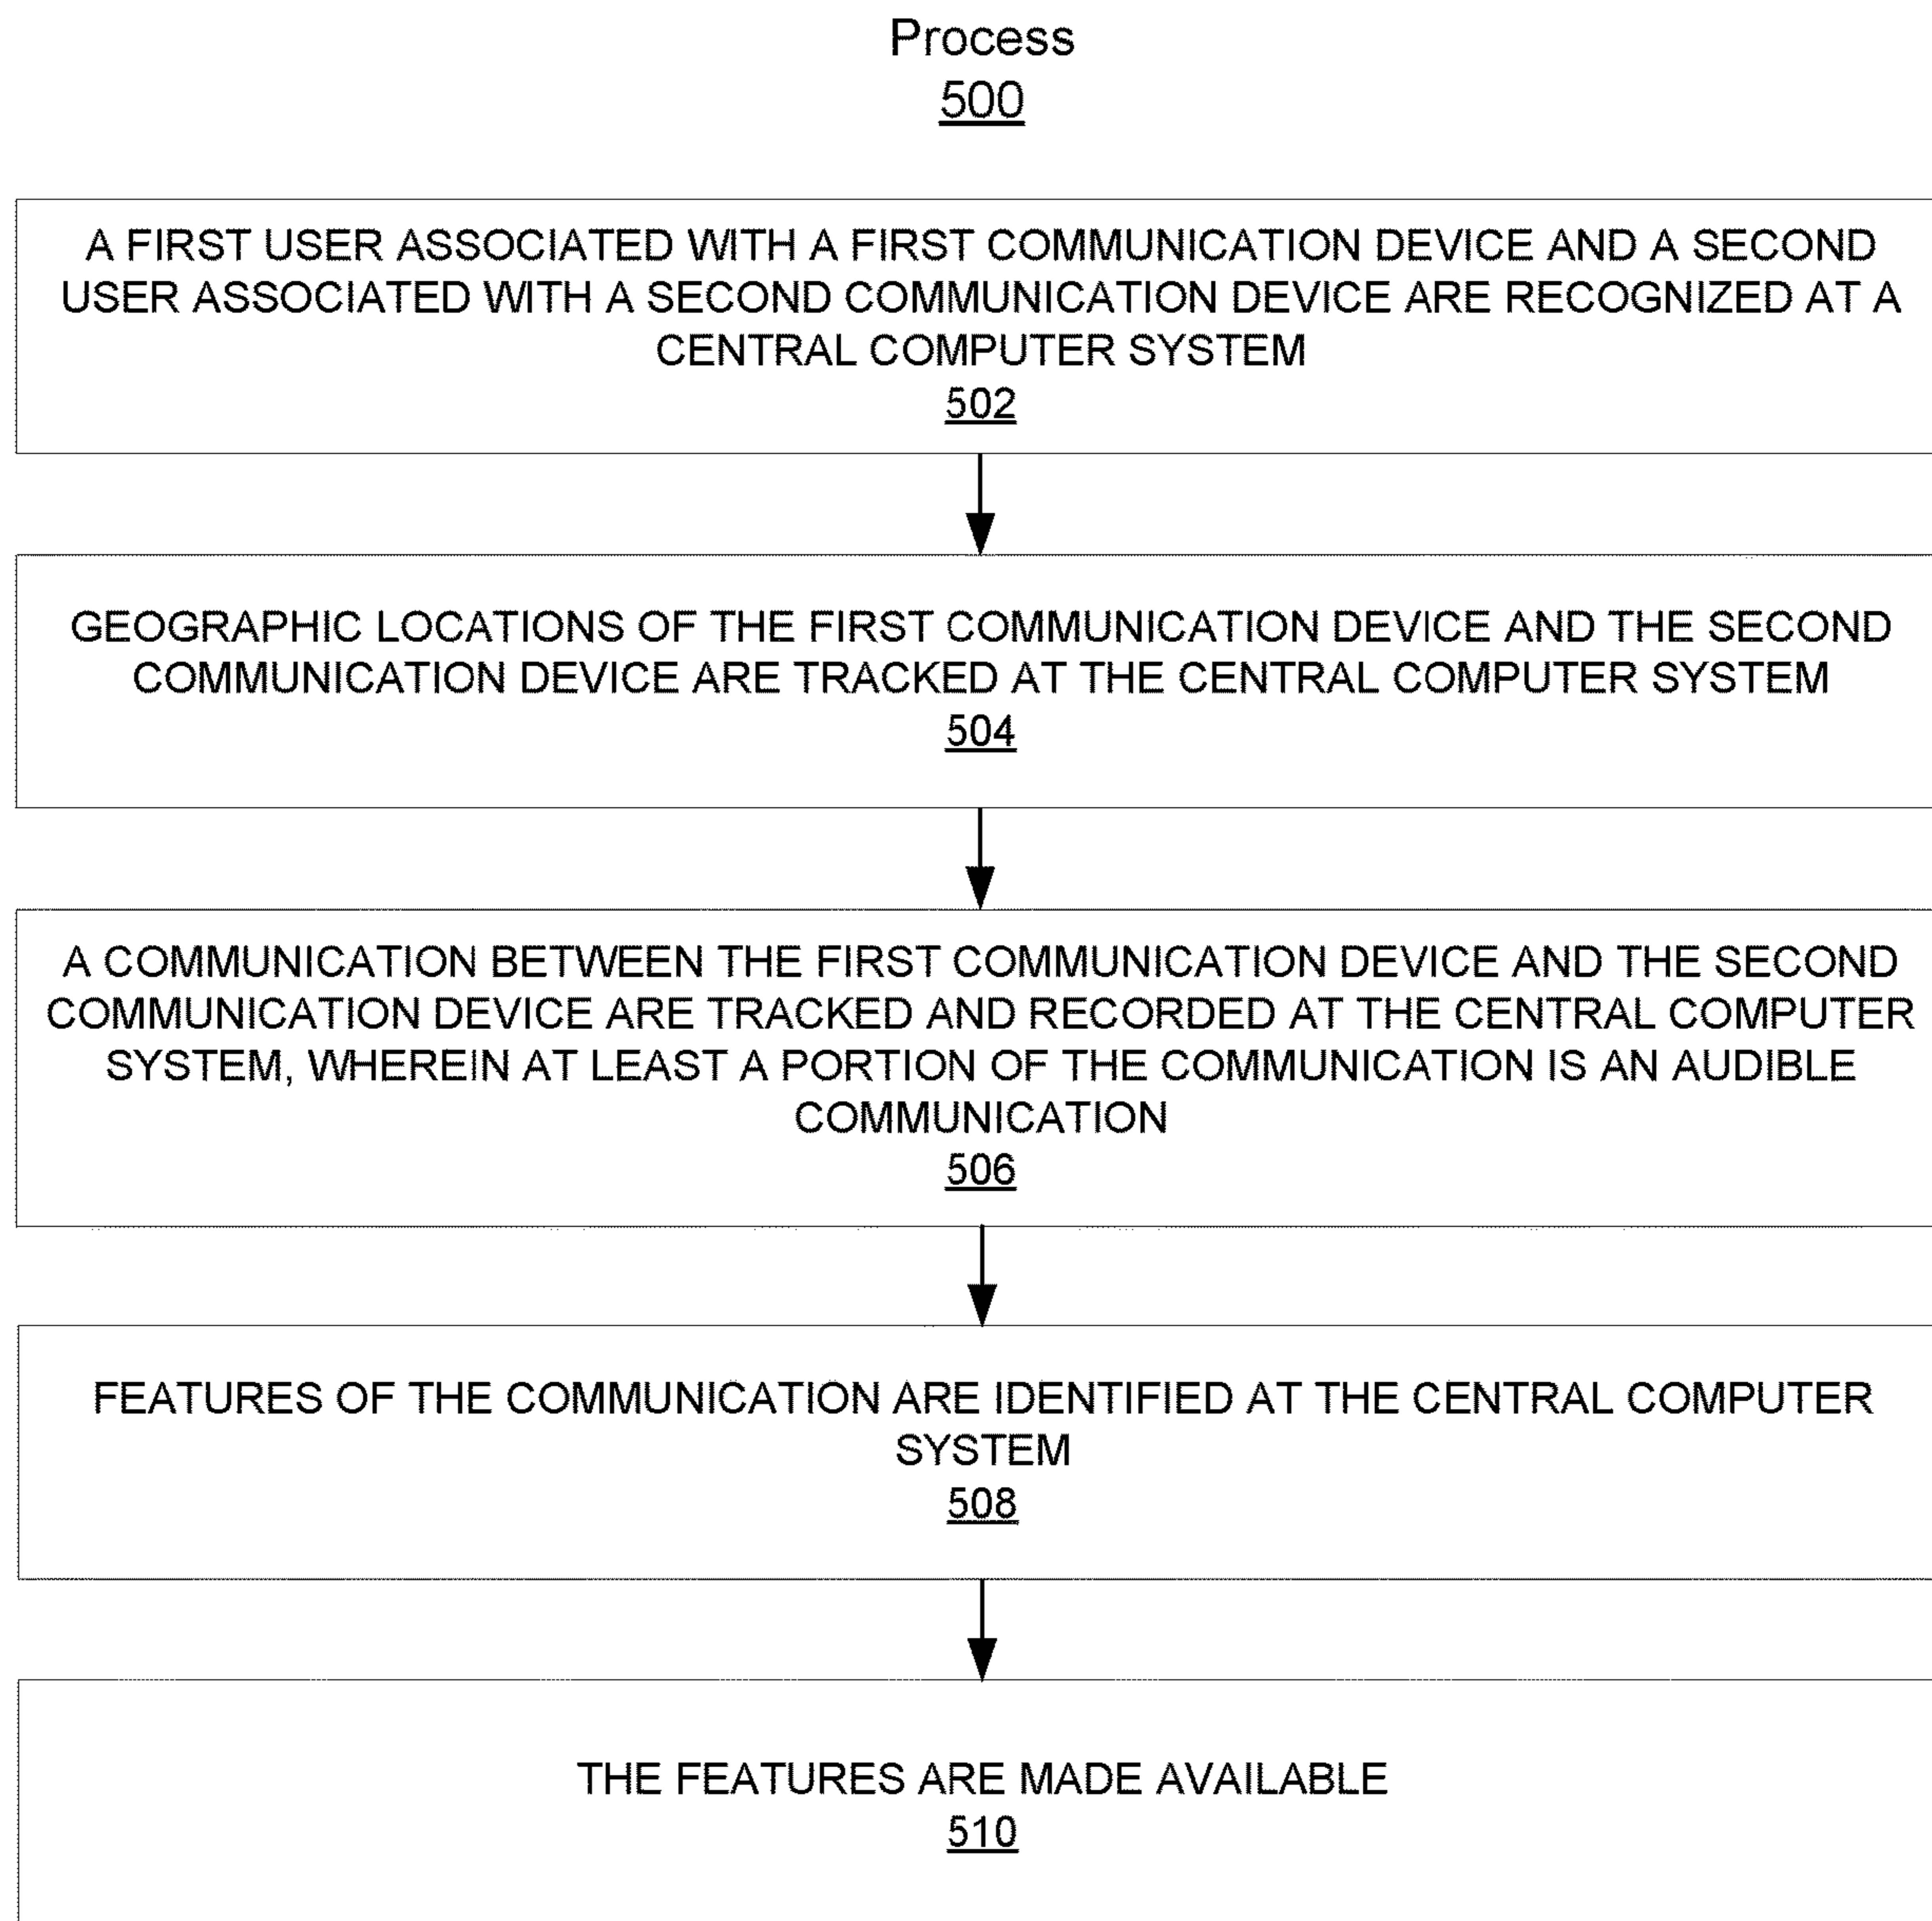 Process
500
A FIRST USER ASSOCIATED WITH A FIRST COMMUNICATION DEVICE AND A SECOND
USER ASSOCIATED WITH A SECOND COMMUNICATION DEVICE ARE RECOGNIZED AT A
CENTRAL COMPUTER SYSTEM
502
GEOGRAPHIC LOCATIONS OF THE FIRST COMMUNICATION DEVICE AND THE SECOND
COMMUNICATION DEVICE ARE TRACKED AT THE CENTRAL COMPUTER SYSTEM
504
A COMMUNICATION BETWEEN THE FIRST COMMUNICATION DEVICE AND THE SECOND
COMMUNICATION DEVICE ARE TRACKED AND RECORDED AT THE CENTRAL COMPUTER
SYSTEM, WHEREIN AT LEAST A PORTION OF THE COMMUNICATION IS AN AUDIBLE
COMMUNICATION
506
FEATURES OF THE COMMUNICATION ARE IDENTIFIED AT THE CENTRAL COMPUTER
SYSTEM
508
THE FEATURES ARE MADE AVAILABLE
510